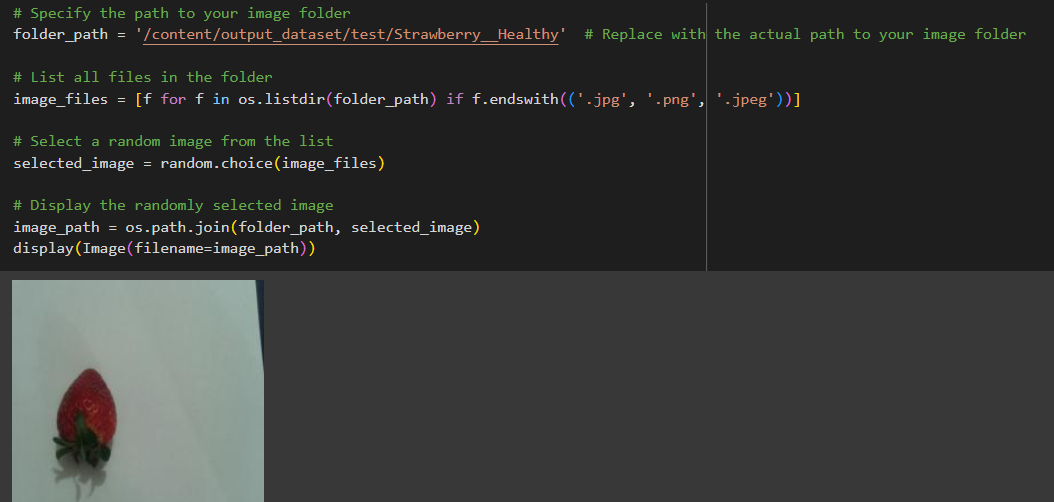 # Specify the path to your image folder
folder_path = '/content/output_dataset/test/Strawberry__Healthy'  # Replace with the actual path to your image folder
# List all files in the folder
image_files = [f for f in os.listdir(folder_path) if f.endswith(('.jpg', '.png', '.jpeg'))]
# Select a random image from the list
selected_image = random.choice(image_files)
# Display the randomly selected image
image_path = os.path.join(folder_path, selected_image)
display(Image(filename=image_path))